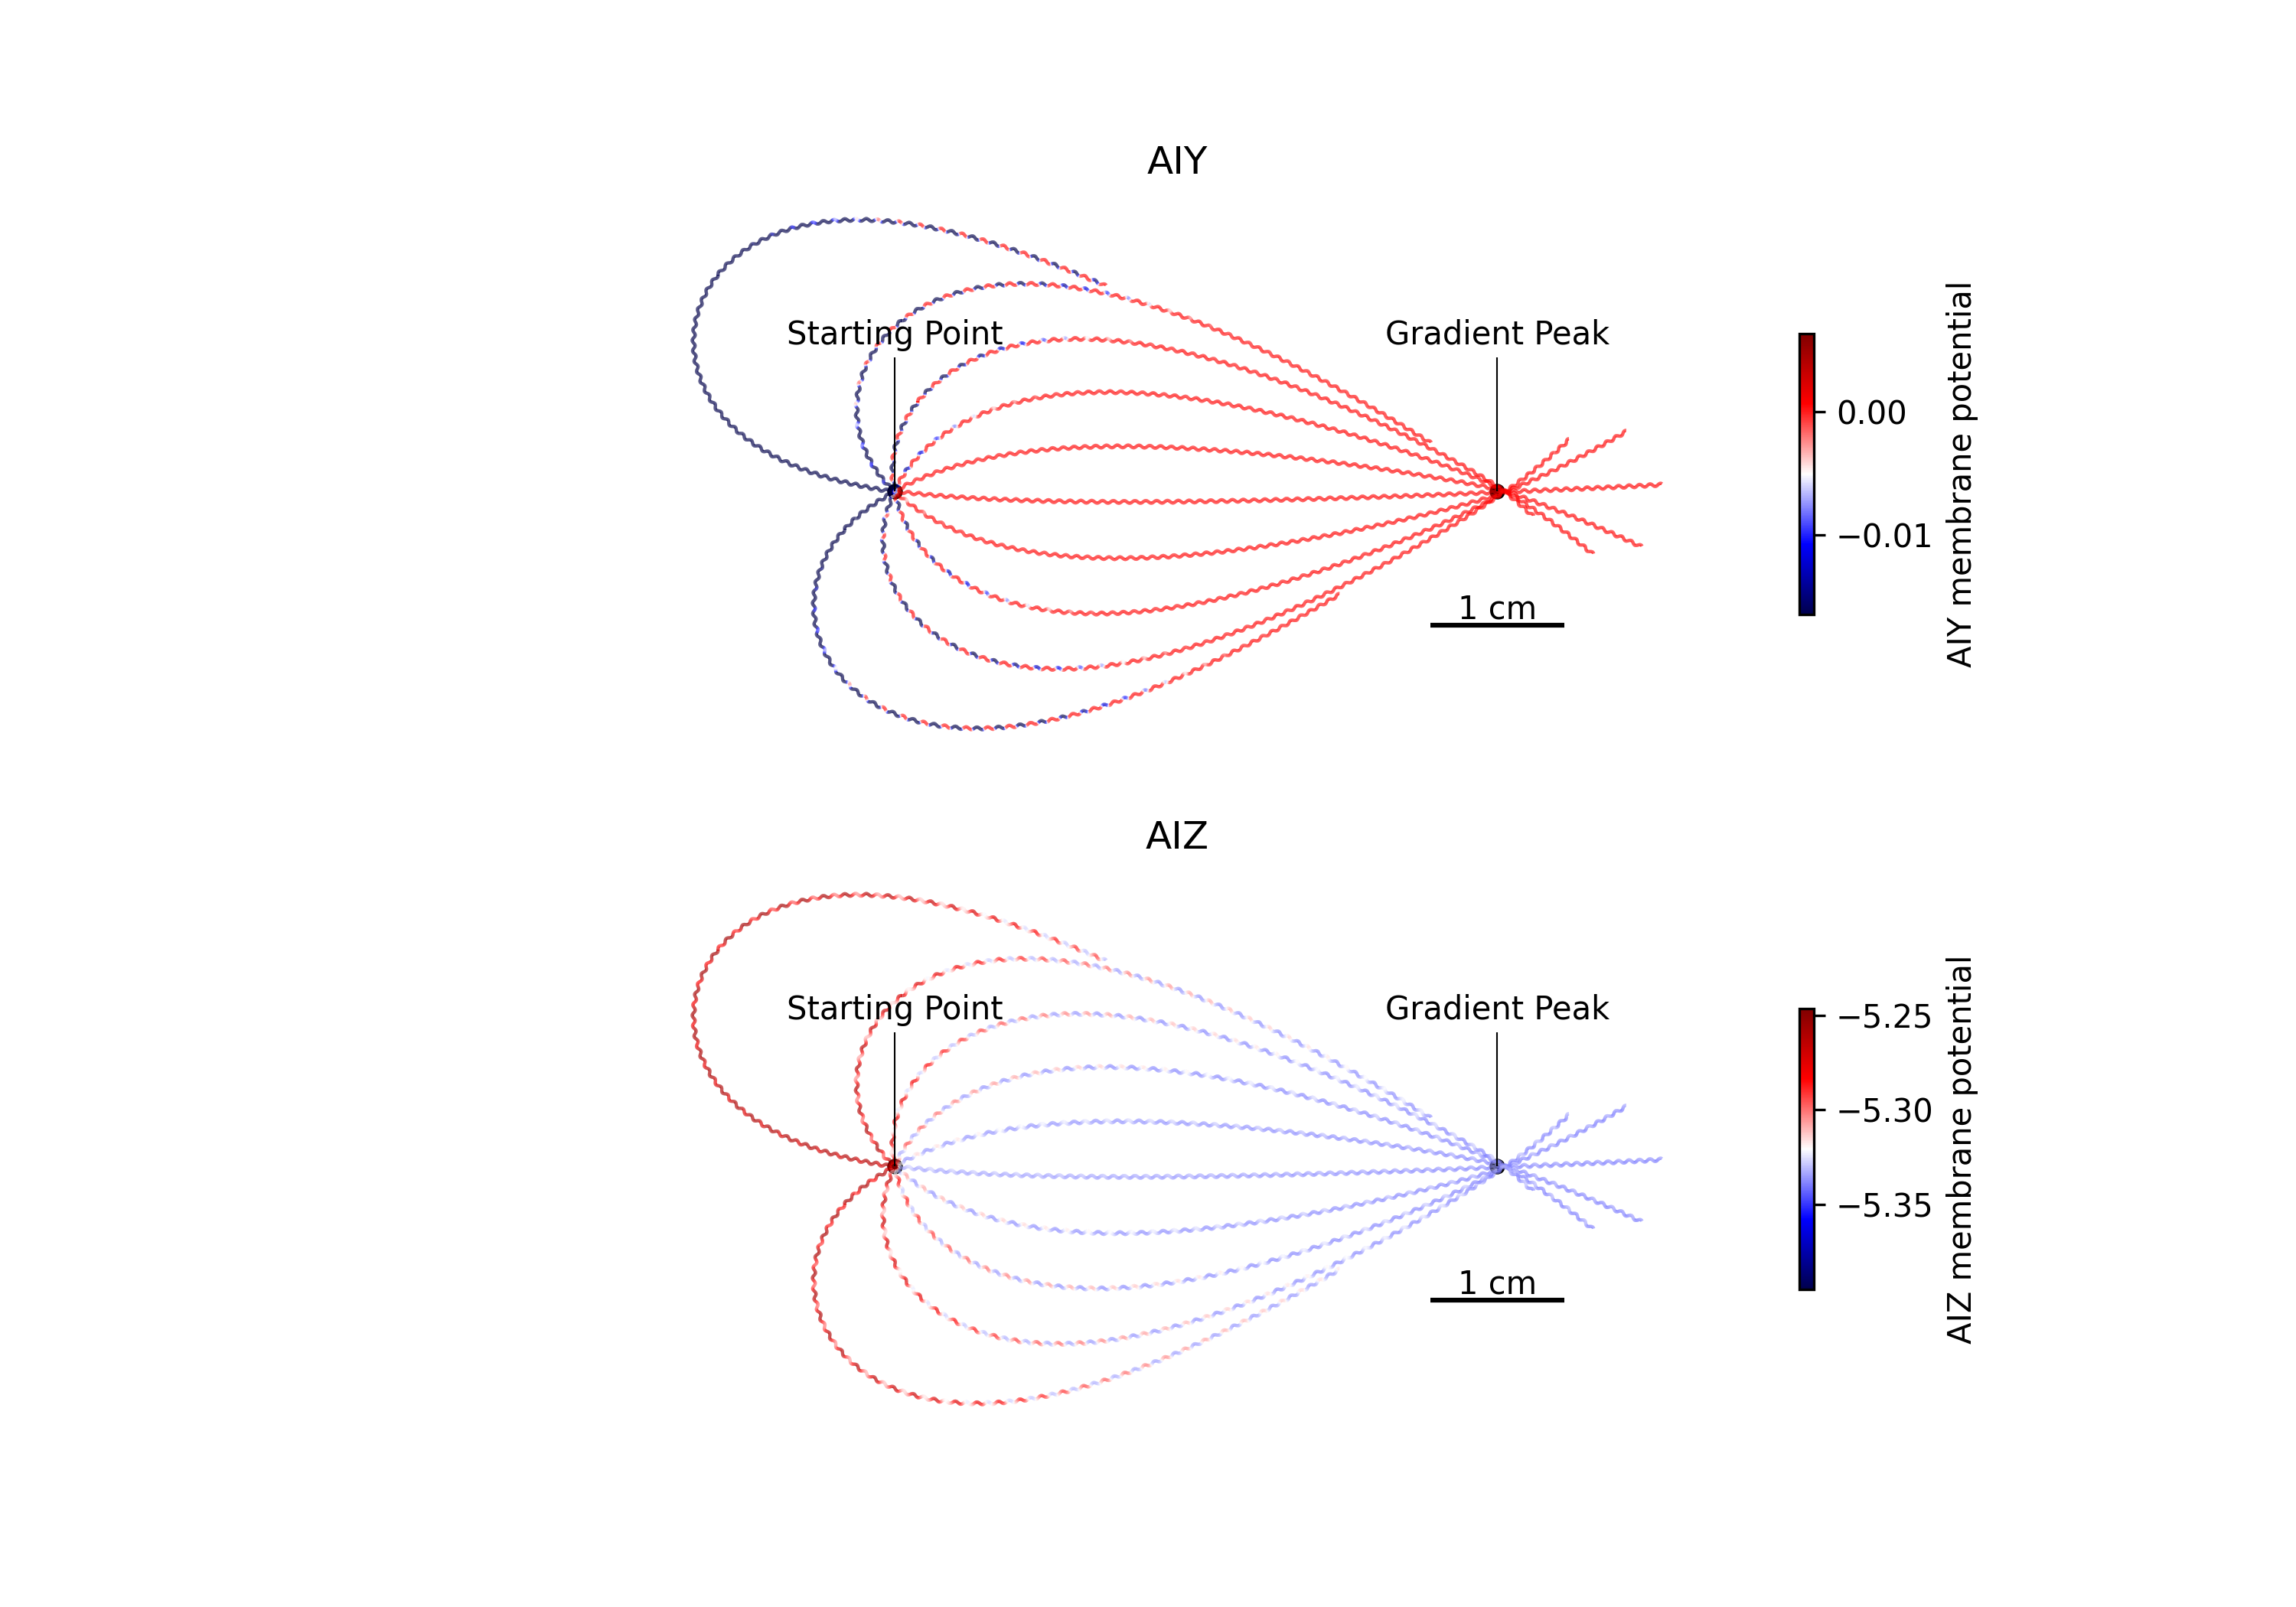 AIY
Starting Point
Gradient Peak
1 cm
0.00
−0.01
AIY membrane potential
AIZ
Starting Point
Gradient Peak
1 cm
−5.25
−5.30
−5.35
AIZ membrane potential